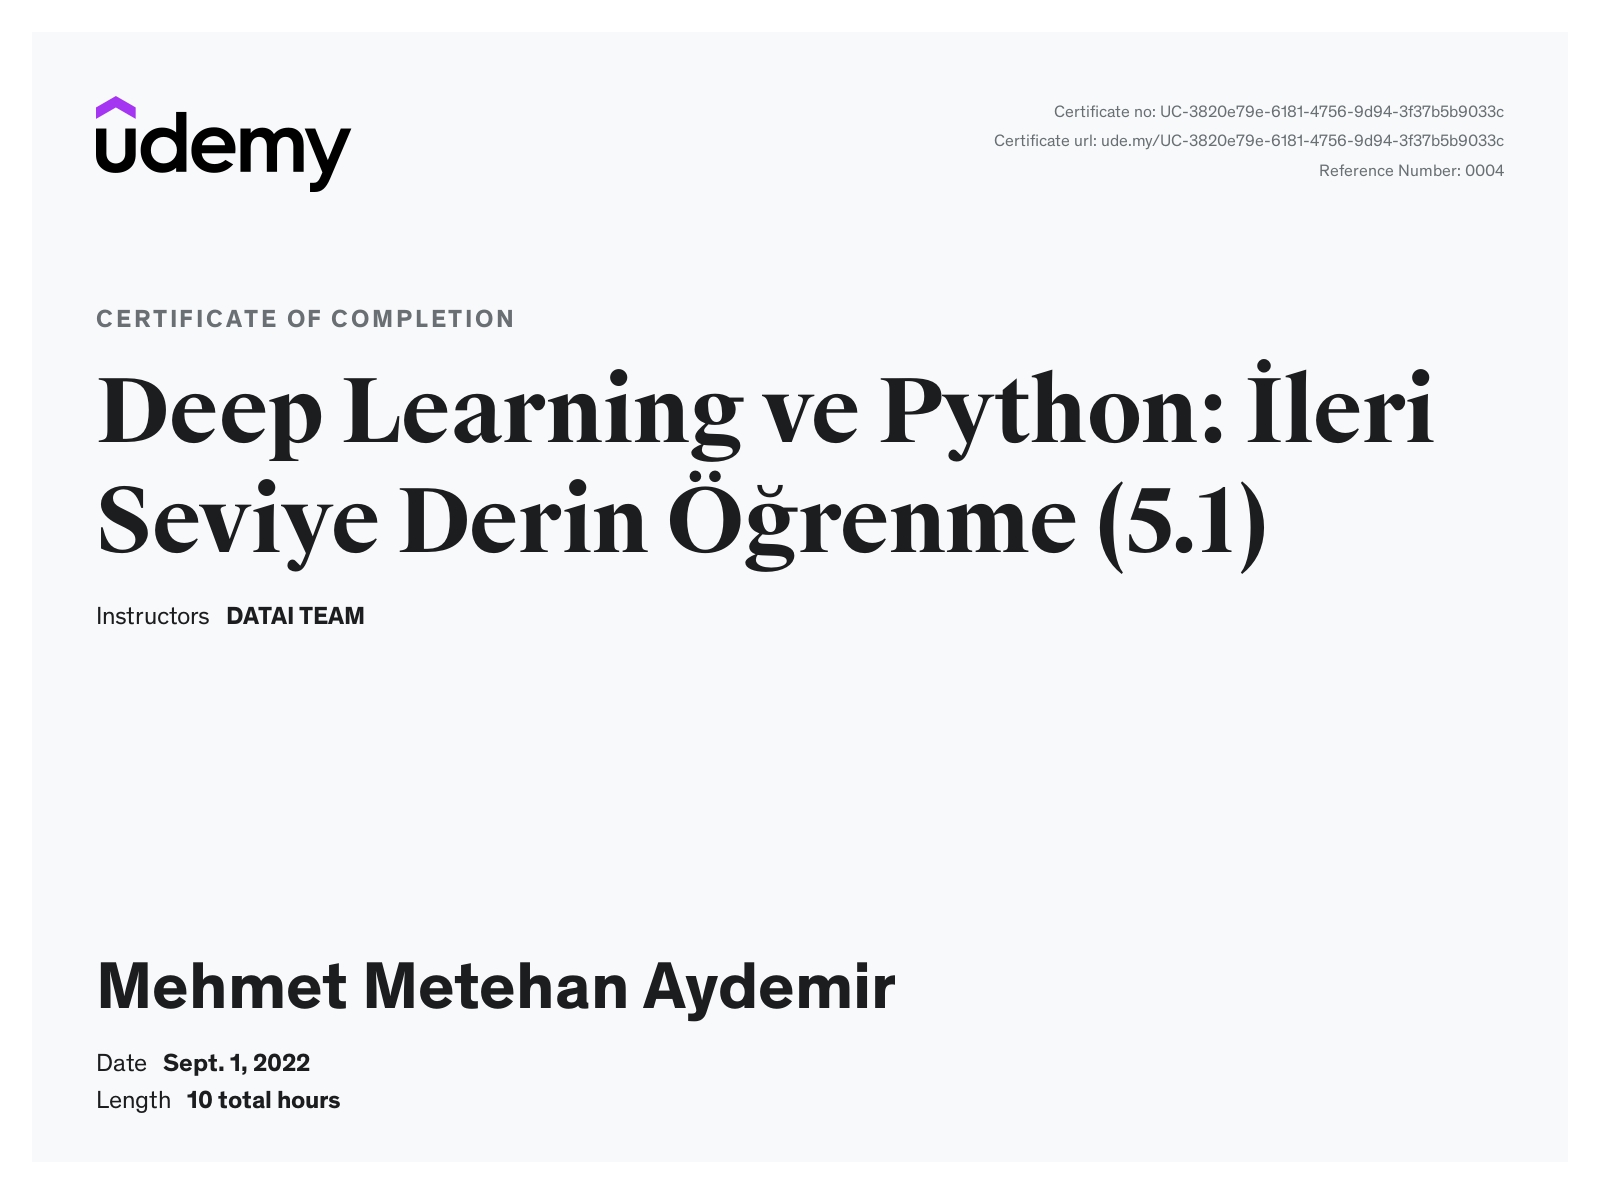 udemy
Certificate no: UC-3820e79e-6181-4756-9d94-3f37b5b9033c
Certificate url: ude.my/UC-3820e79e-6181-4756-9d94-3f37b5b9033c
Reference Number: 0004
CERTIFICATE OF COMPLETION
Deep Learning ve Python: İleri
Seviye Derin Öğrenme (5.1)
Instructors DATAI TEAM
Mehmet Metehan Aydemir
Date Sept. 1, 2022
Length 10 total hours